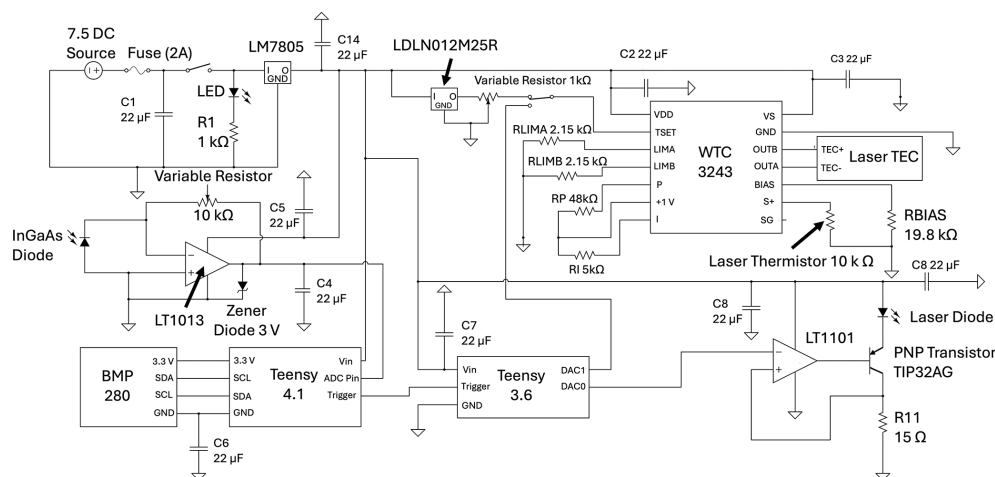 7.5 DC
Source
Fuse (2A)
LM7805
I O
GND
C14
22 µF
LDLN012M25R
I O
GND
Variable Resistor 1kΩ
C2 22 µF
C3 22 µF
C1
22 µF
LED
R1
1 kΩ
RLIMA 2.15 kΩ
RLIMB 2.15 kΩ
RP 48kΩ
RI 5kΩ
VDD
TSET
LIMA
LIMB
P
+1 V
I
WTC
3243
VS
GND
OUTB
OUTA
BIAS
S+
SG
TEC+
TEC-
Laser TEC
RBIAS
19.8 kΩ
Laser Thermistor 10 k Ω
Variable Resistor
10 kΩ
C5
22 µF
InGaAs
Diode
−
+
LT1013
Zener
Diode 3 V
C4
22 µF
C8 22 µF
C8
22 µF
Laser Diode
LT1101
−
+
PNP Transistor
TIP32AG
R11
15 Ω
C7
22 µF
BMP
280
3.3 V
SDA
SCL
GND
3.3 V
SCL
SDA
GND
Teensy
4.1
Vin
ADC Pin
Trigger
Vin
Trigger
GND
Teensy
3.6
DAC1
DAC0
C6
22 µF